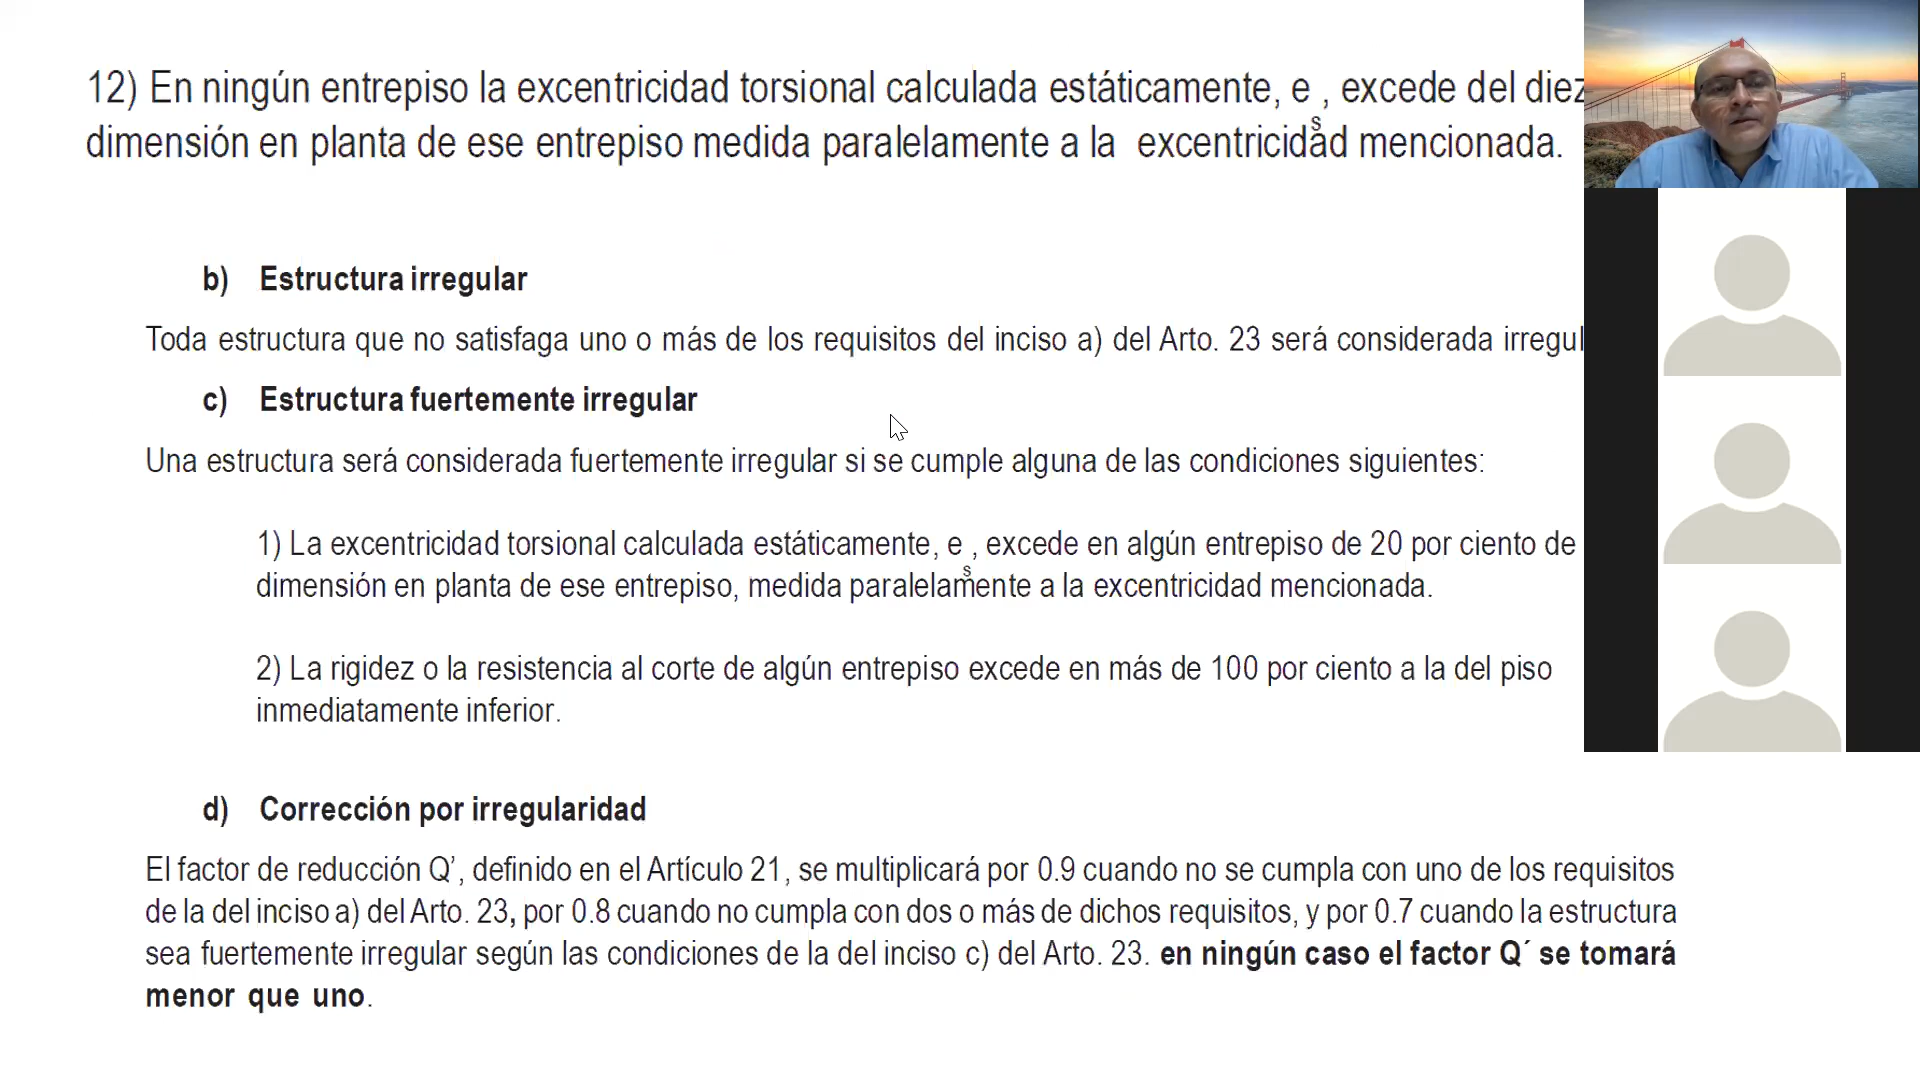 12) En ningún entrepiso la excentricidad torsional calculada estáticamente, e s, excede del diez
dimensión en planta de ese entrepiso medida paralelamente a la excentricidad mencionada.
b) Estructura irregular
Toda estructura que no satisfaga uno o más de los requisitos del inciso a) del Arto. 23 será considerada irregul
c) Estructura fuertemente irregular
Una estructura será considerada fuertemente irregular si se cumple alguna de las condiciones siguientes:
1) La excentricidad torsional calculada estáticamente, e s, excede en algún entrepiso de 20 por ciento de
dimensión en planta de ese entrepiso, medida paralelamente a la excentricidad mencionada.
2) La rigidez o la resistencia al corte de algún entrepiso excede en más de 100 por ciento a la del piso
inmediatamente inferior.
d) Corrección por irregularidad
El factor de reducción Q’, definido en el Artículo 21, se multiplicará por 0.9 cuando no se cumpla con uno de los requisitos
de la del inciso a) del Arto. 23, por 0.8 cuando no cumpla con dos o más de dichos requisitos, y por 0.7 cuando la estructura
sea fuertemente irregular según las condiciones de la del inciso c) del Arto. 23. en ningún caso el factor Q´ se tomará
menor que uno.